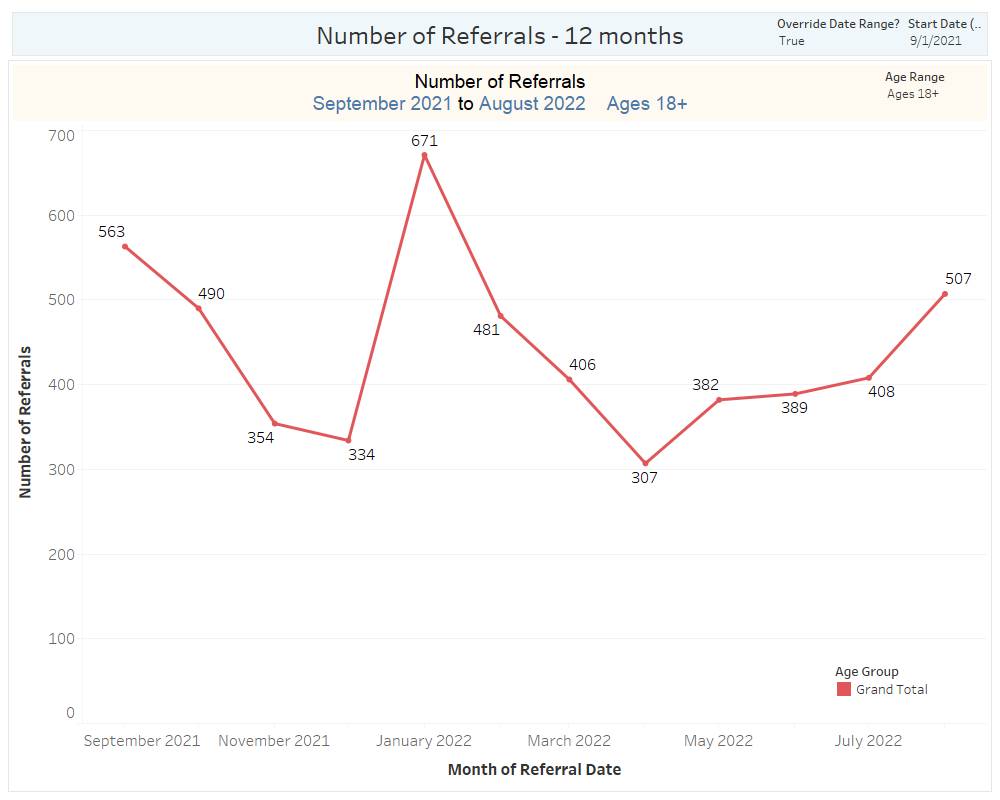 Number of Referrals - 12 months
Override Date Range? Start Date (..
True 9/1/2021
Number of Referrals
September 2021 to August 2022 Ages 18+
Age Range
Ages 18+
700
600
500
400
300
200
100
0
Number of Referrals
563
490
354
334
671
481
406
307
382
389
408
507
Age Group
Grand Total
September 2021 November 2021 January 2022 March 2022 May 2022 July 2022
Month of Referral Date